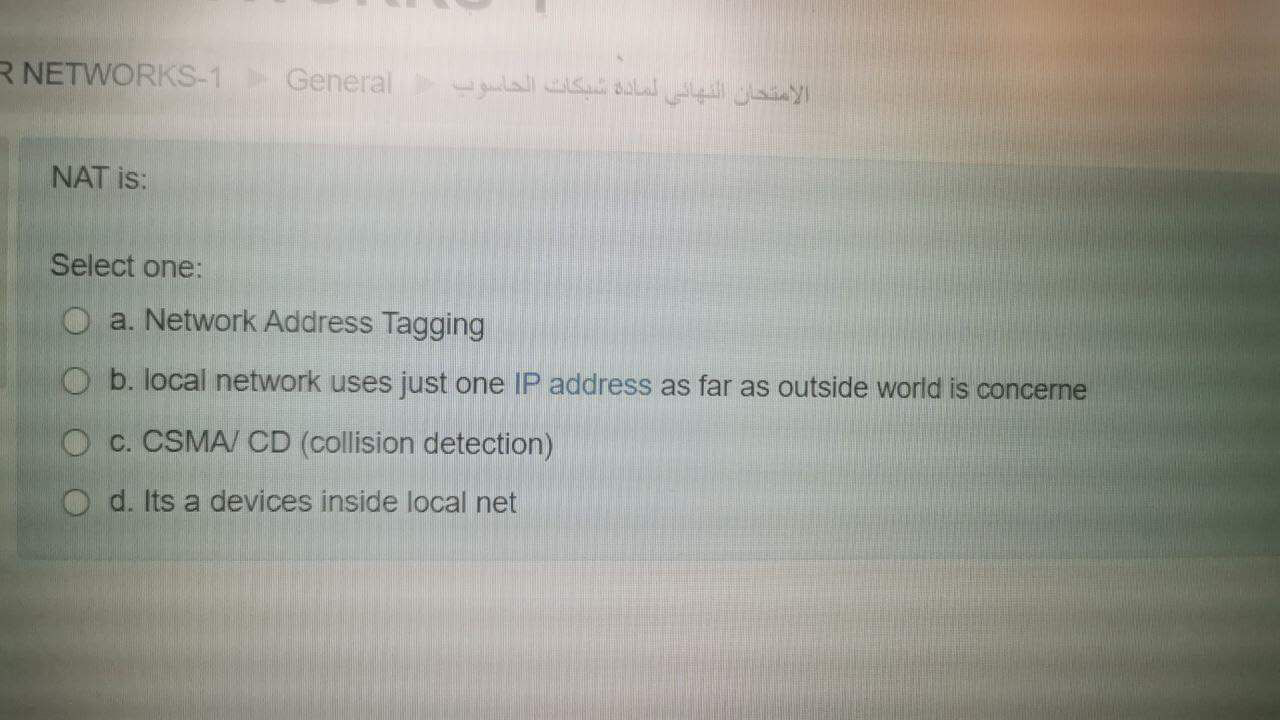 R NETWORKS-1 General الامتحان النهائي لمادة شبكات الحاسوب
NAT is:
Select one:
a. Network Address Tagging
b. local network uses just one IP address as far as outside world is concerne
c. CSMA/ CD (collision detection)
d. Its a devices inside local net